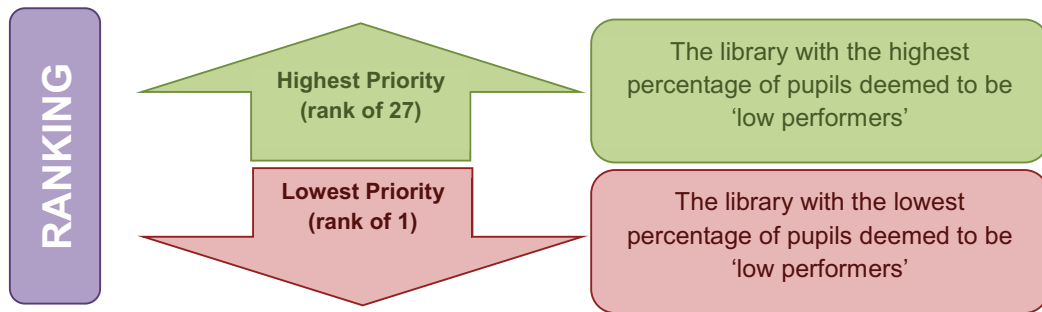 RANKING
Highest Priority
(rank of 27)
The library with the highest
percentage of pupils deemed to be
‘low performers’
Lowest Priority
(rank of 1)
The library with the lowest
percentage of pupils deemed to be
‘low performers’